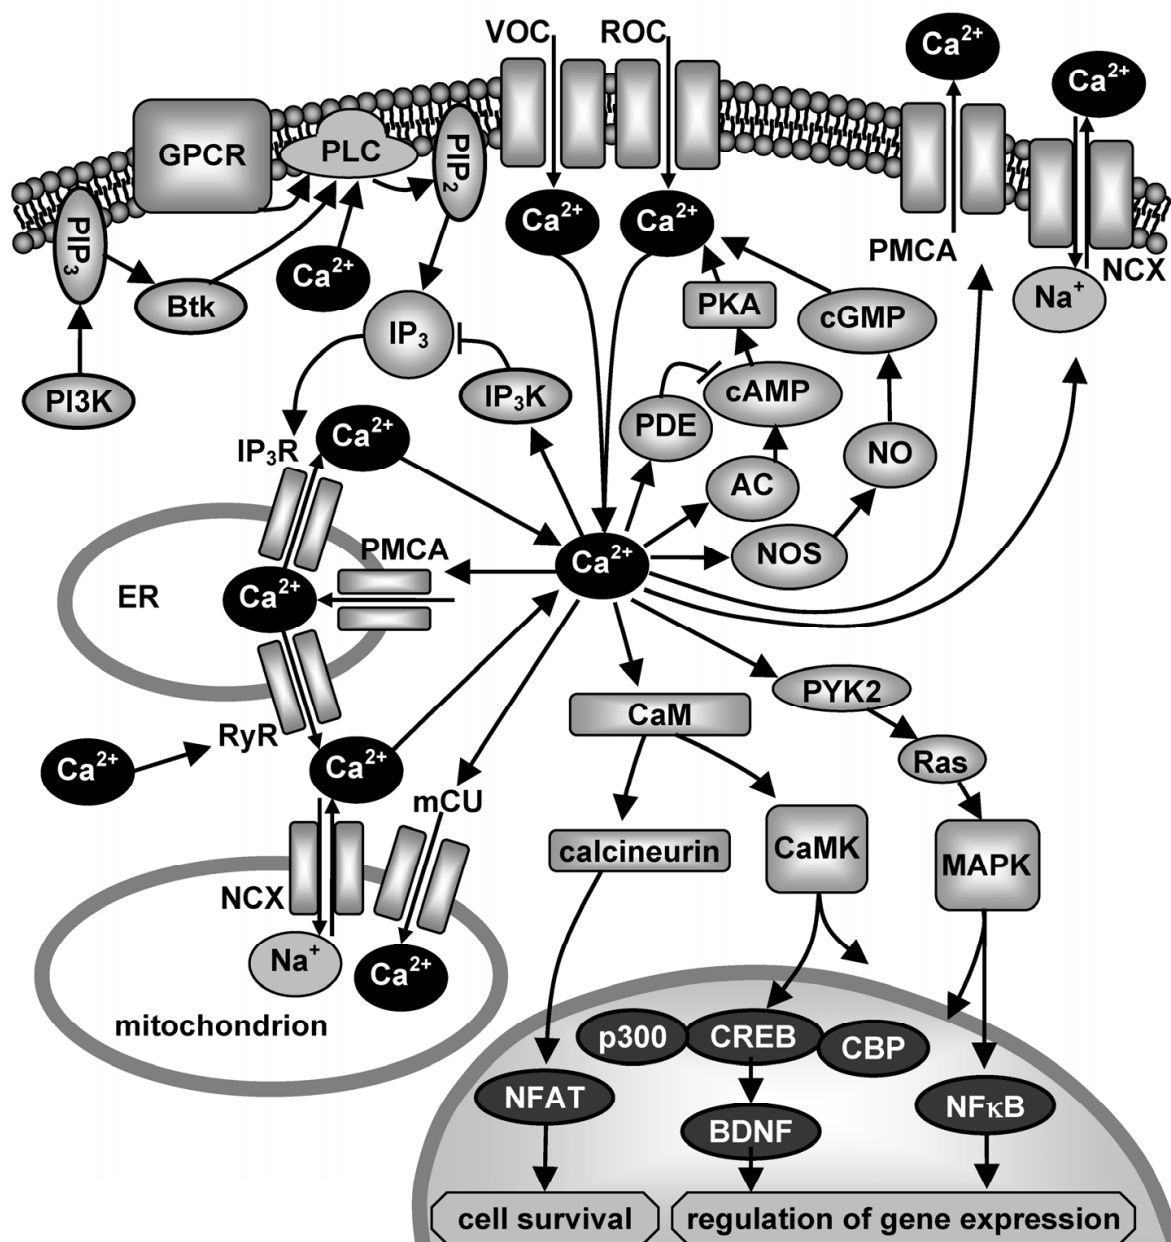 VOC
ROC
Ca²⁺
Ca²⁺
GPCR
PLC
PIP₂
PIP₃
Ca²⁺
Ca²⁺
Ca²⁺
PMCA
NCX
Na⁺
Btk
PKA
cGMP
IP₃
PI3K
IP₃K
cAMP
PDE
NO
IP₃R
Ca²⁺
AC
NOS
PMCA
Ca²⁺
ER
Ca²⁺
PYK2
CaM
RyR
Ca²⁺
Ca²⁺
Ras
mCU
calcineurin
CaMK
MAPK
NCX
Na⁺
Ca²⁺
mitochondrion
p300
CREB
CBP
NFAT
NFκB
BDNF
cell survival
regulation of gene expression